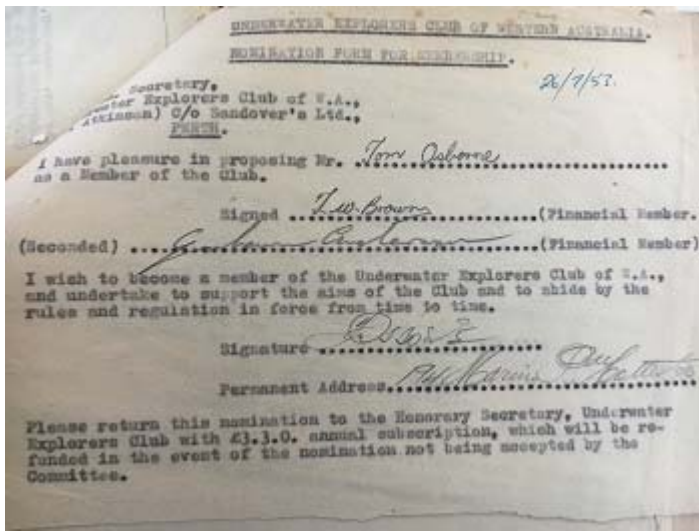 UNDERWATER EXPLORERS CLUB OF WESTERN AUSTRALIA.
NOMINATION FORM FOR MEMBERSHIP.
26/7/52.
Secretary,
Explorers Club of W.A.,
Atkinson) C/o Sandover's Ltd.,
PERTH.
I have pleasure in proposing Mr. Tom Osborne
as a Member of the Club.
Signed T.W. Brown (Financial Member.
(Seconded) Graham Anderson (Financial Member)
I wish to become a member of the Underwater Explorers Club of W.A.,
and undertake to support the aims of the Club and to abide by the
rules and regulation in force from time to time.
Signature
Permanent Address Marine
Please return this nomination to the Honorary Secretary, Underwater
Explorers Club with £3.3.0. annual subscription, which will be re-
funded in the event of the nomination not being accepted by the
Committee.